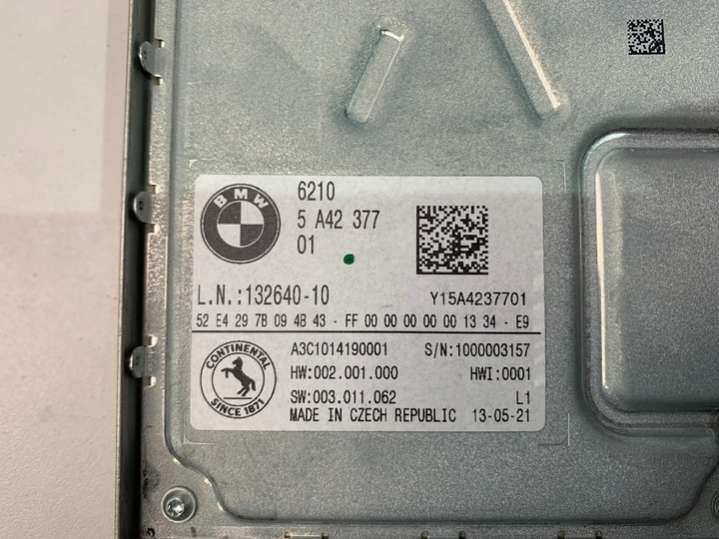 BMW
6210
5 A42 377
01
L.N.:132640-10
Y15A4237701
52 E4 29 7B 09 4B 43 - FF 00 00 00 00 00 13 34 - E9
CONTINENTAL
SINCE 1871
A3C1014190001
S/N:1000003157
HW:002.001.000
HWI:0001
SW:003.011.062
L1
MADE IN CZECH REPUBLIC
13-05-21